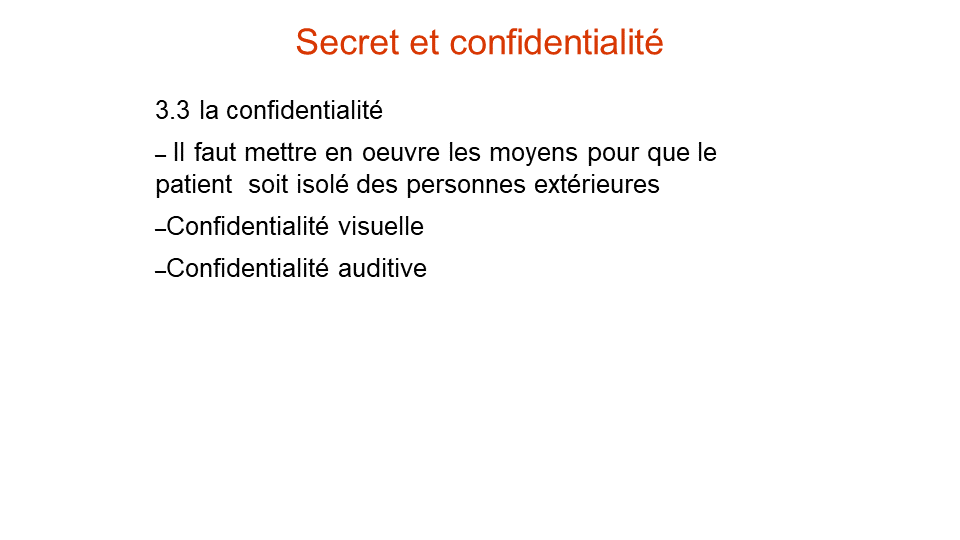 Secret et confidentialité
3.3 la confidentialité
– Il faut mettre en oeuvre les moyens pour que le
patient  soit isolé des personnes extérieures
–Confidentialité visuelle
–Confidentialité auditive